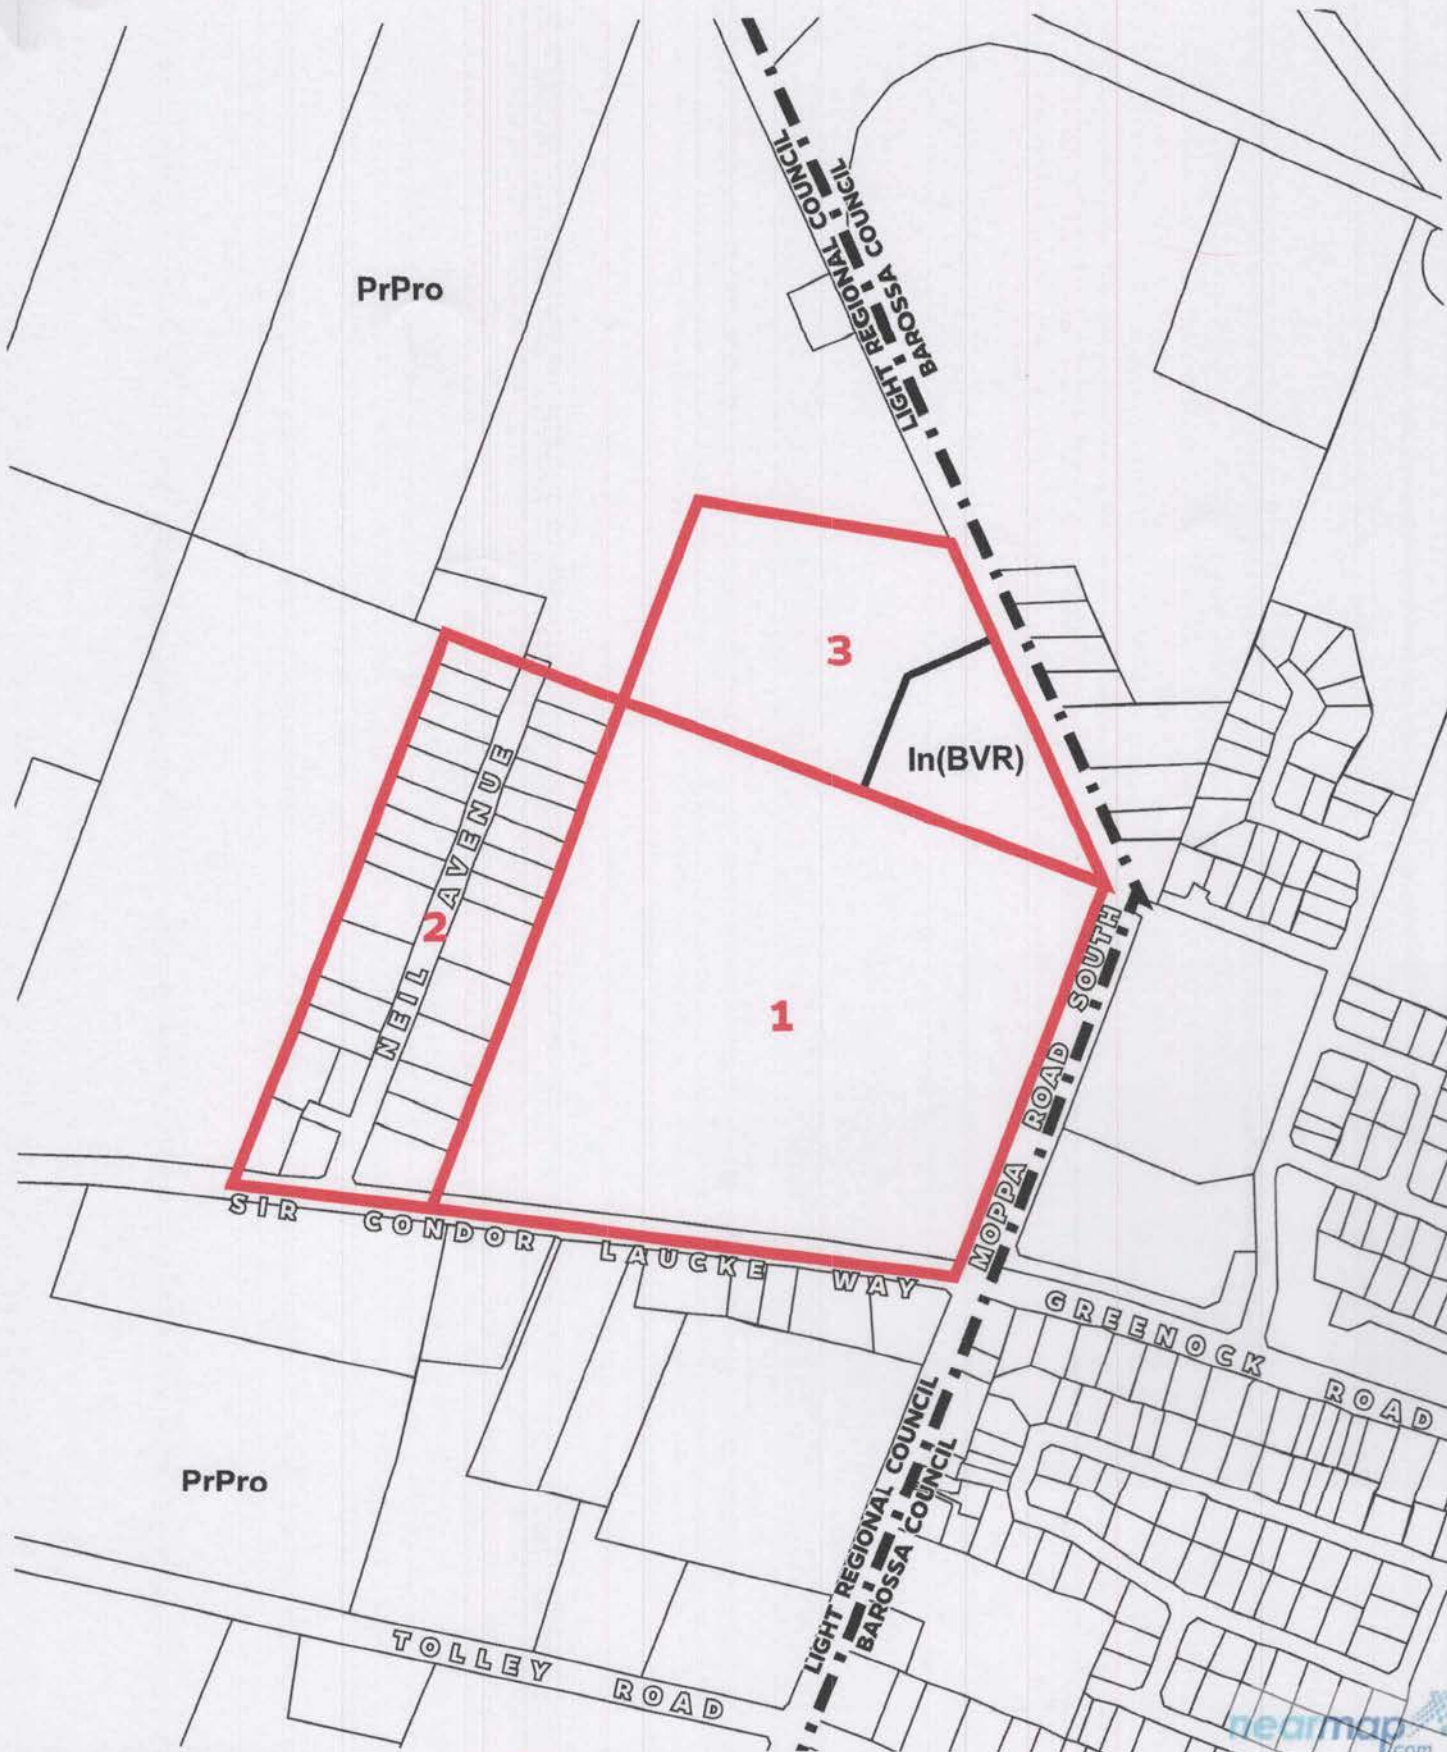 LIGHT REGIONAL COUNCIL
BAROSSA COUNCIL
PrPro
3
In(BVR)
NEIL AVENUE
2
1
MOPPA ROAD SOUTH
SIR CONDOR LAUCKE WAY
GREENOCK ROAD
LIGHT REGIONAL COUNCIL
BAROSSA COUNCIL
PrPro
TOLLEY ROAD
nearmap
.com